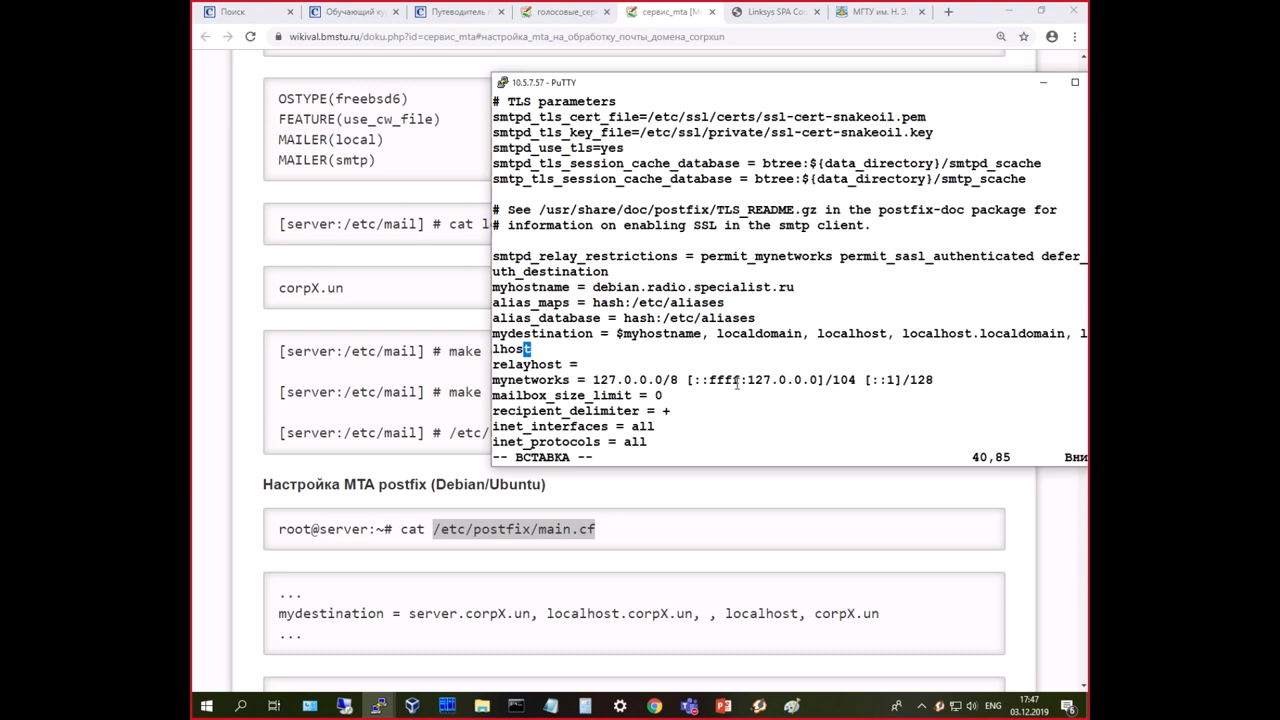 Поиск
Обучающий ку
Путеводитель
голосовые_сер
сервис_mta [М
Linksys SPA Co
МГТУ им. Н. Э.
wikival.bmstu.ru/doku.php?id=сервис_mta#настройка_mta_на_обработку_почты_домена_corpxun
OSTYPE(freebsd6)
FEATURE(use_cw_file)
MAILER(local)
MAILER(smtp)
[server:/etc/mail] # cat l
corpX.un
[server:/etc/mail] # make
[server:/etc/mail] # make
[server:/etc/mail] # /etc/
Настройка MTA postfix (Debian/Ubuntu)
root@server:~# cat /etc/postfix/main.cf
...
mydestination = server.corpX.un, localhost.corpX.un, , localhost, corpX.un
...
10.5.7.57 - PuTTY
# TLS parameters
smtpd_tls_cert_file=/etc/ssl/certs/ssl-cert-snakeoil.pem
smtpd_tls_key_file=/etc/ssl/private/ssl-cert-snakeoil.key
smtpd_use_tls=yes
smtpd_tls_session_cache_database = btree:${data_directory}/smtpd_scache
smtp_tls_session_cache_database = btree:${data_directory}/smtp_scache
# See /usr/share/doc/postfix/TLS_README.gz in the postfix-doc package for
# information on enabling SSL in the smtp client.
smtpd_relay_restrictions = permit_mynetworks permit_sasl_authenticated defer_
uth_destination
myhostname = debian.radio.specialist.ru
alias_maps = hash:/etc/aliases
alias_database = hash:/etc/aliases
mydestination = $myhostname, localdomain, localhost, localhost.localdomain, l
lhost
relayhost =
mynetworks = 127.0.0.0/8 [::ffff:127.0.0.0]/104 [::1]/128
mailbox_size_limit = 0
recipient_delimiter = +
inet_interfaces = all
inet_protocols = all
-- ВСТАВКА -- 40,85 Вни
ENG
17:47
03.12.2019